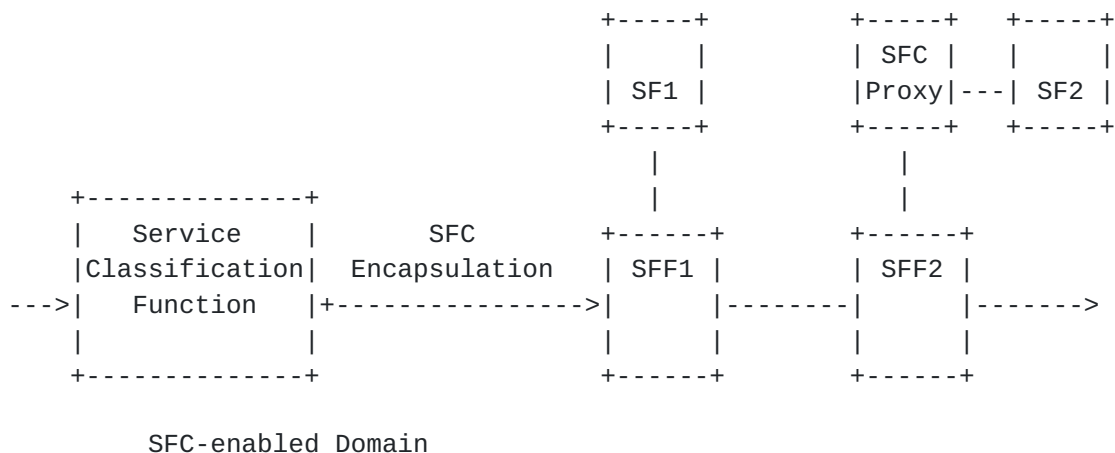 SFC
SF1 Proxy SF2
Service SFC
Classification Encapsulation SFF1 SFF2
Function
SFC-enabled Domain